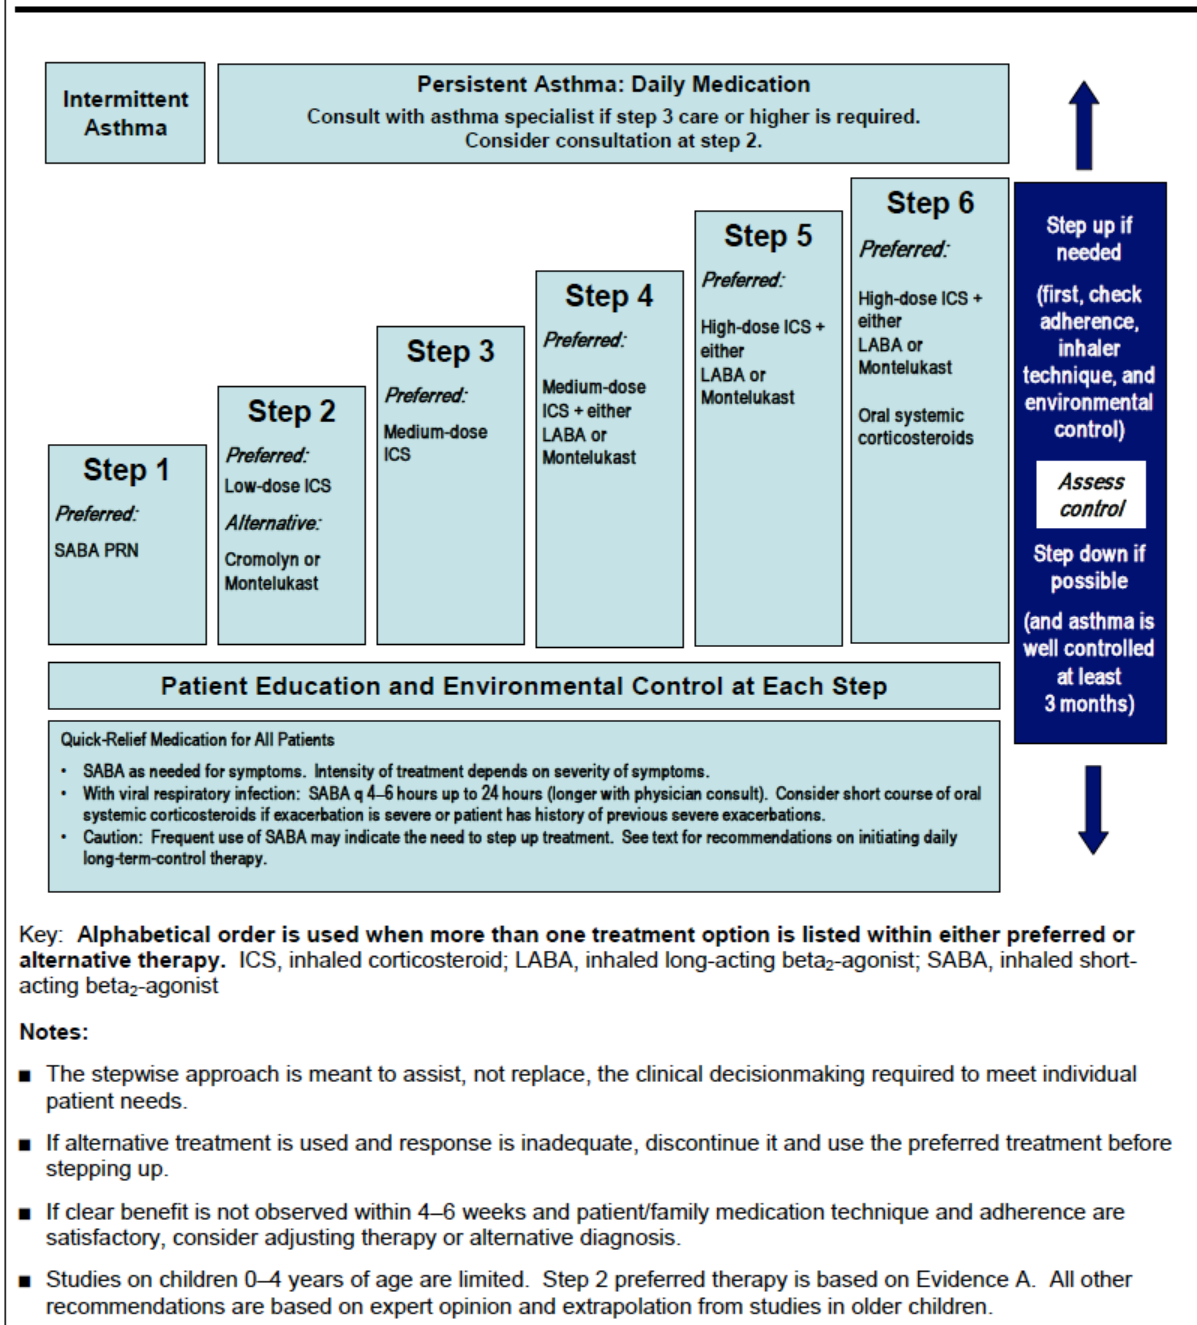 Intermittent
Asthma
Persistent Asthma: Daily Medication
Consult with asthma specialist if step 3 care or higher is required.
Consider consultation at step 2.
Step 1
Preferred:
SABA PRN
Step 2
Preferred:
Low-dose ICS
Alternative:
Cromolyn or
Montelukast
Step 3
Preferred:
Medium-dose
ICS
Step 4
Preferred:
Medium-dose
ICS + either
LABA or
Montelukast
Step 5
Preferred:
High-dose ICS +
either
LABA or
Montelukast
Step 6
Preferred:
High-dose ICS +
either
LABA or
Montelukast
Oral systemic
corticosteroids
Step up if
needed
(first, check
adherence,
inhaler
technique, and
environmental
control)
Assess
control
Step down if
possible
(and asthma is
well controlled
at least
3 months)
Patient Education and Environmental Control at Each Step
Quick-Relief Medication for All Patients
• SABA as needed for symptoms. Intensity of treatment depends on severity of symptoms.
• With viral respiratory infection: SABA q 4–6 hours up to 24 hours (longer with physician consult). Consider short course of oral
systemic corticosteroids if exacerbation is severe or patient has history of previous severe exacerbations.
• Caution: Frequent use of SABA may indicate the need to step up treatment. See text for recommendations on initiating daily
long-term-control therapy.
Key: Alphabetical order is used when more than one treatment option is listed within either preferred or
alternative therapy. ICS, inhaled corticosteroid; LABA, inhaled long-acting beta₂-agonist; SABA, inhaled short-
acting beta₂-agonist
Notes:
■ The stepwise approach is meant to assist, not replace, the clinical decisionmaking required to meet individual
patient needs.
■ If alternative treatment is used and response is inadequate, discontinue it and use the preferred treatment before
stepping up.
■ If clear benefit is not observed within 4–6 weeks and patient/family medication technique and adherence are
satisfactory, consider adjusting therapy or alternative diagnosis.
■ Studies on children 0–4 years of age are limited. Step 2 preferred therapy is based on Evidence A. All other
recommendations are based on expert opinion and extrapolation from studies in older children.